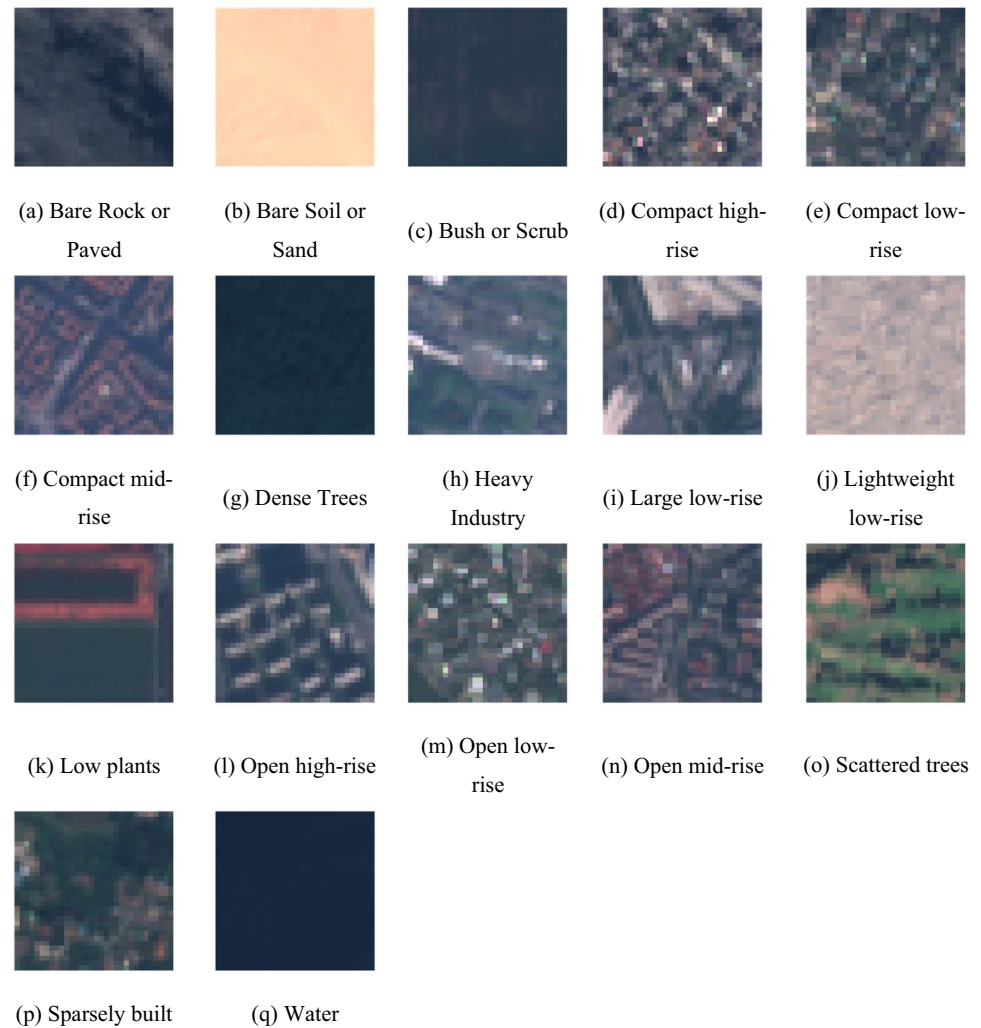 (a) Bare Rock or
Paved
(b) Bare Soil or
Sand
(c) Bush or Scrub
(d) Compact high-
rise
(e) Compact low-
rise
(f) Compact mid-
rise
(g) Dense Trees
(h) Heavy
Industry
(i) Large low-rise
(j) Lightweight
low-rise
(k) Low plants
(l) Open high-rise
(m) Open low-
rise
(n) Open mid-rise
(o) Scattered trees
(p) Sparsely built
(q) Water